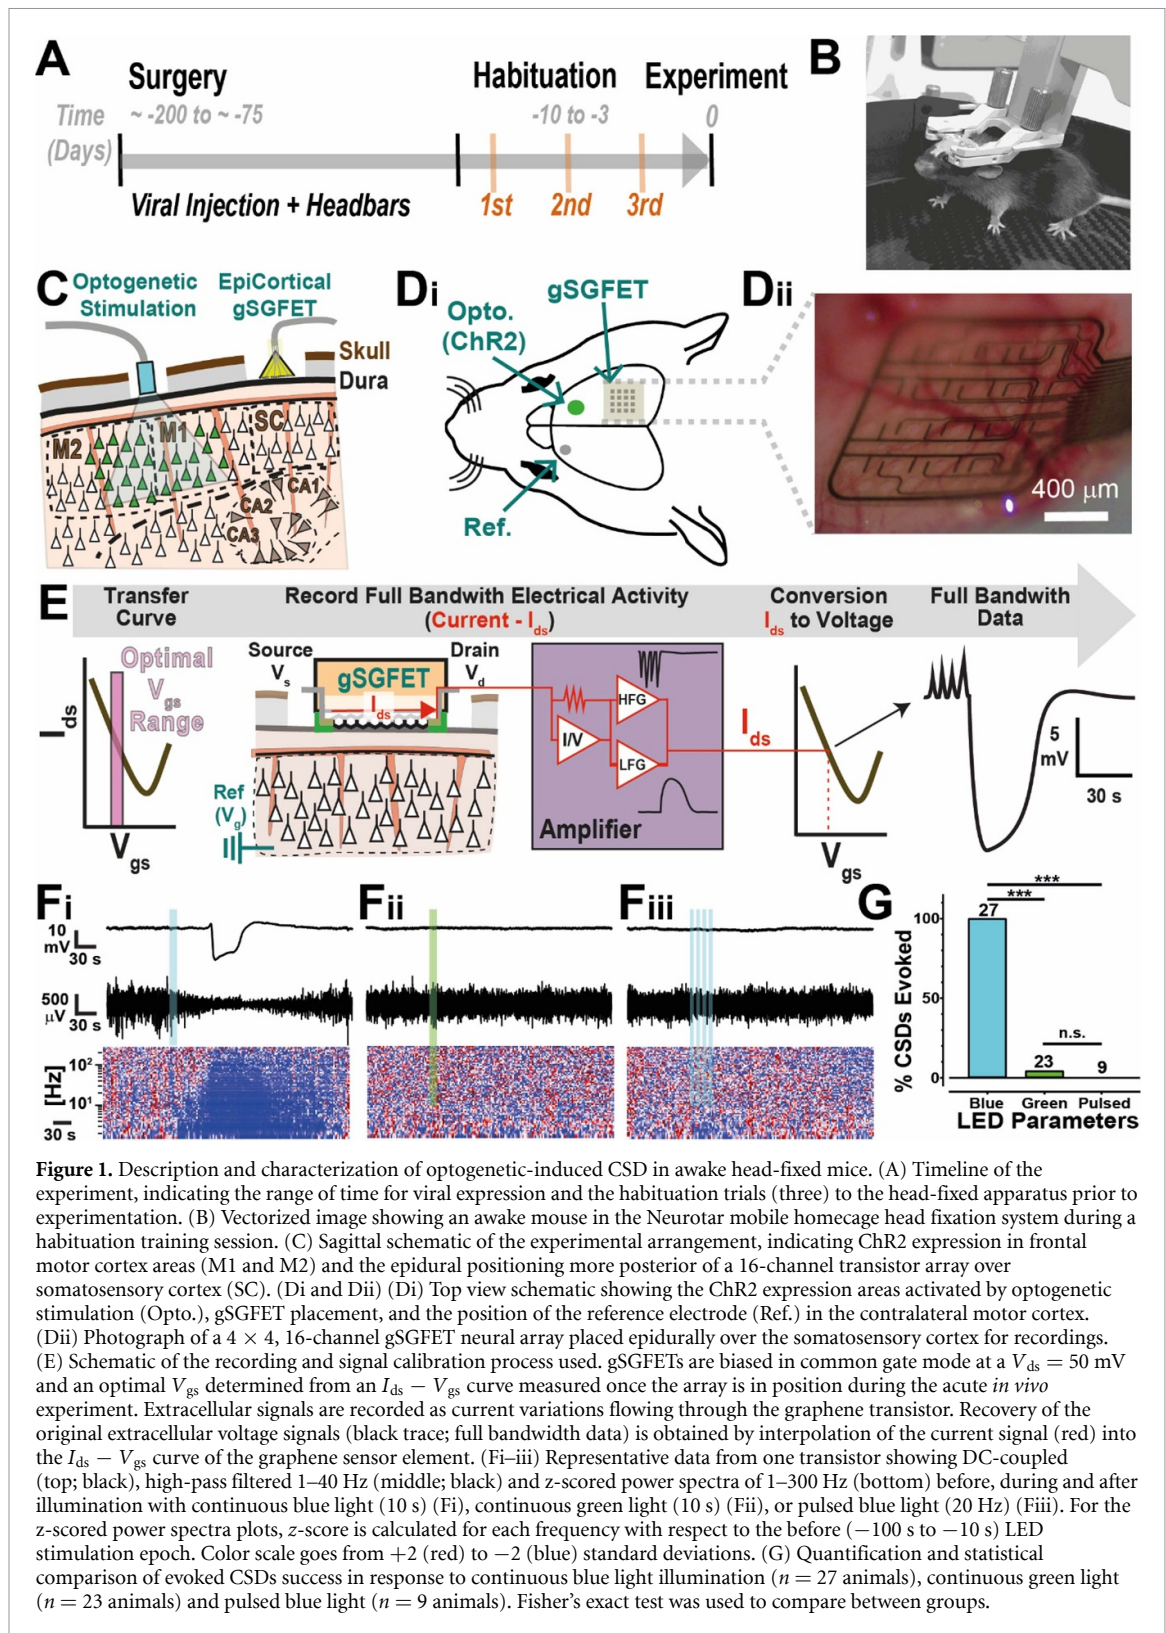 A
Surgery
Habituation
Experiment
Time
(Days)
~ -200 to ~ -75
-10 to -3
0
Viral Injection + Headbars
1st
2nd
3rd
B
C
Optogenetic
Stimulation
EpiCortical
gSGFET
Skull
Dura
M2
M1
SC
CA1
CA2
CA3
Di
Opto.
(ChR2)
gSGFET
Ref.
Dii
400 μm
E
Transfer
Curve
Record Full Bandwith Electrical Activity
(Current - Ids)
Conversion
Ids to Voltage
Full Bandwith
Data
Ids
Optimal
Vgs
Range
Vgs
Source
Vs
Drain
Vd
gSGFET
Ids
Ref
(Vg)
I/V
HFG
LFG
Amplifier
Ids
Vgs
5
mV
30 s
Fi
Fii
Fiii
10
mV
30 s
500
μV
30 s
[Hz]
10²
10¹
30 s
G
% CSDs Evoked
100
50
0
***
***
27
n.s.
23
9
Blue Green Pulsed
LED Parameters
Figure 1. Description and characterization of optogenetic-induced CSD in awake head-fixed mice. (A) Timeline of the
experiment, indicating the range of time for viral expression and the habituation trials (three) to the head-fixed apparatus prior to
experimentation. (B) Vectorized image showing an awake mouse in the Neurotar mobile homecage head fixation system during a
habituation training session. (C) Sagittal schematic of the experimental arrangement, indicating ChR2 expression in frontal
motor cortex areas (M1 and M2) and the epidural positioning more posterior of a 16-channel transistor array over
somatosensory cortex (SC). (Di and Dii) (Di) Top view schematic showing the ChR2 expression areas activated by optogenetic
stimulation (Opto.), gSGFET placement, and the position of the reference electrode (Ref.) in the contralateral motor cortex.
(Dii) Photograph of a 4 × 4, 16-channel gSGFET neural array placed epidurally over the somatosensory cortex for recordings.
(E) Schematic of the recording and signal calibration process used. gSGFETs are biased in common gate mode at a Vds = 50 mV
and an optimal Vgs determined from an Ids − Vgs curve measured once the array is in position during the acute in vivo
experiment. Extracellular signals are recorded as current variations flowing through the graphene transistor. Recovery of the
original extracellular voltage signals (black trace; full bandwidth data) is obtained by interpolation of the current signal (red) into
the Ids − Vgs curve of the graphene sensor element. (Fi–iii) Representative data from one transistor showing DC-coupled
(top; black), high-pass filtered 1–40 Hz (middle; black) and z-scored power spectra of 1–300 Hz (bottom) before, during and after
illumination with continuous blue light (10 s) (Fi), continuous green light (10 s) (Fii), or pulsed blue light (20 Hz) (Fiii). For the
z-scored power spectra plots, z-score is calculated for each frequency with respect to the before (−100 s to −10 s) LED
stimulation epoch. Color scale goes from +2 (red) to −2 (blue) standard deviations. (G) Quantification and statistical
comparison of evoked CSDs success in response to continuous blue light illumination (n = 27 animals), continuous green light
(n = 23 animals) and pulsed blue light (n = 9 animals). Fisher's exact test was used to compare between groups.